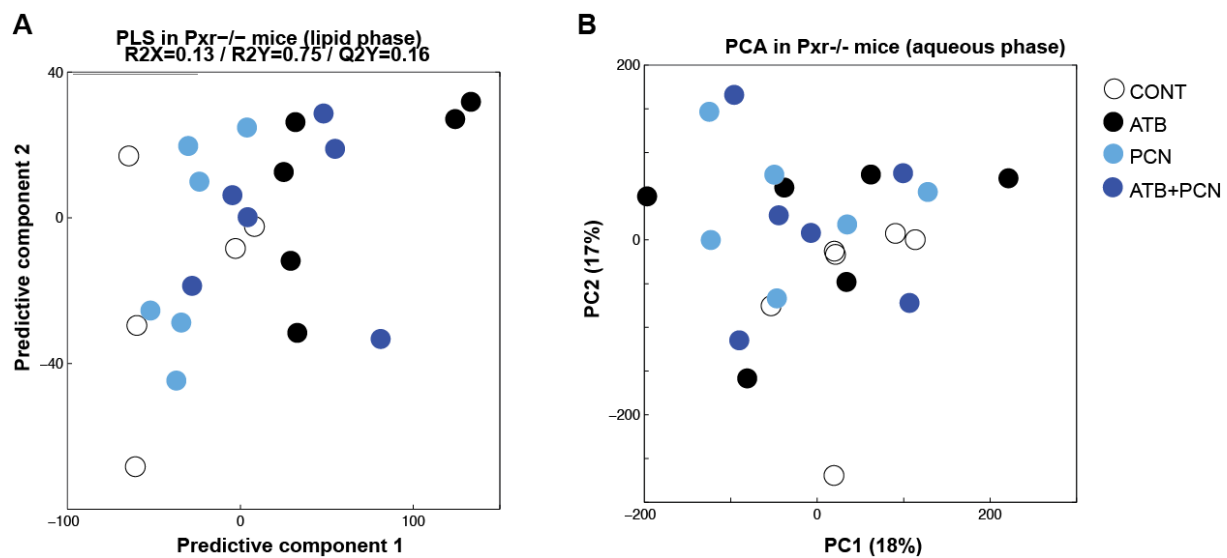 A
PLS in Pxr−/− mice (lipid phase)
R2X=0.13 / R2Y=0.75 / Q2Y=0.16
40
0
−40
−100
0
100
Predictive component 2
Predictive component 1
B
PCA in Pxr-/- mice (aqueous phase)
200
0
−200
−200
0
200
PC2 (17%)
PC1 (18%)
CONT
ATB
PCN
ATB+PCN